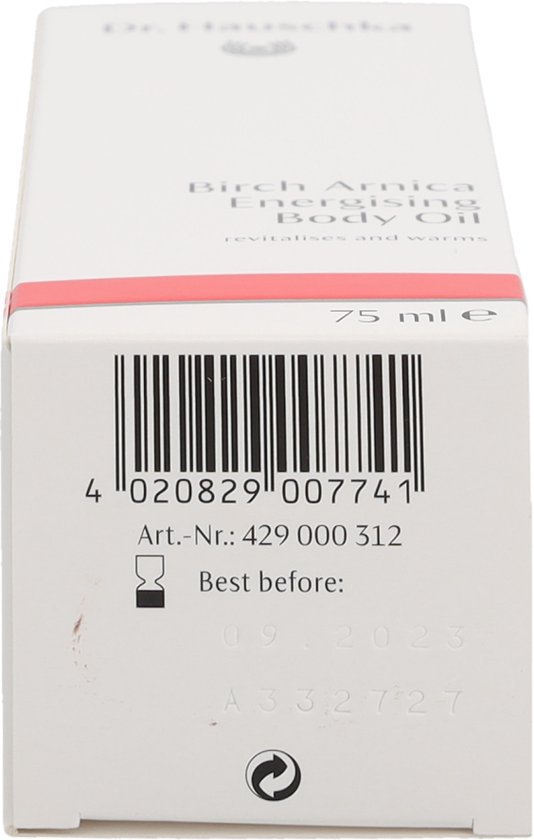 Dr. Hauschka
Birch Arnica
Energising
Body Oil
revitalises and warms
75 ml ℮
4 020829 007741
Art.-Nr.: 429 000 312
Best before:
09.2023
A332727